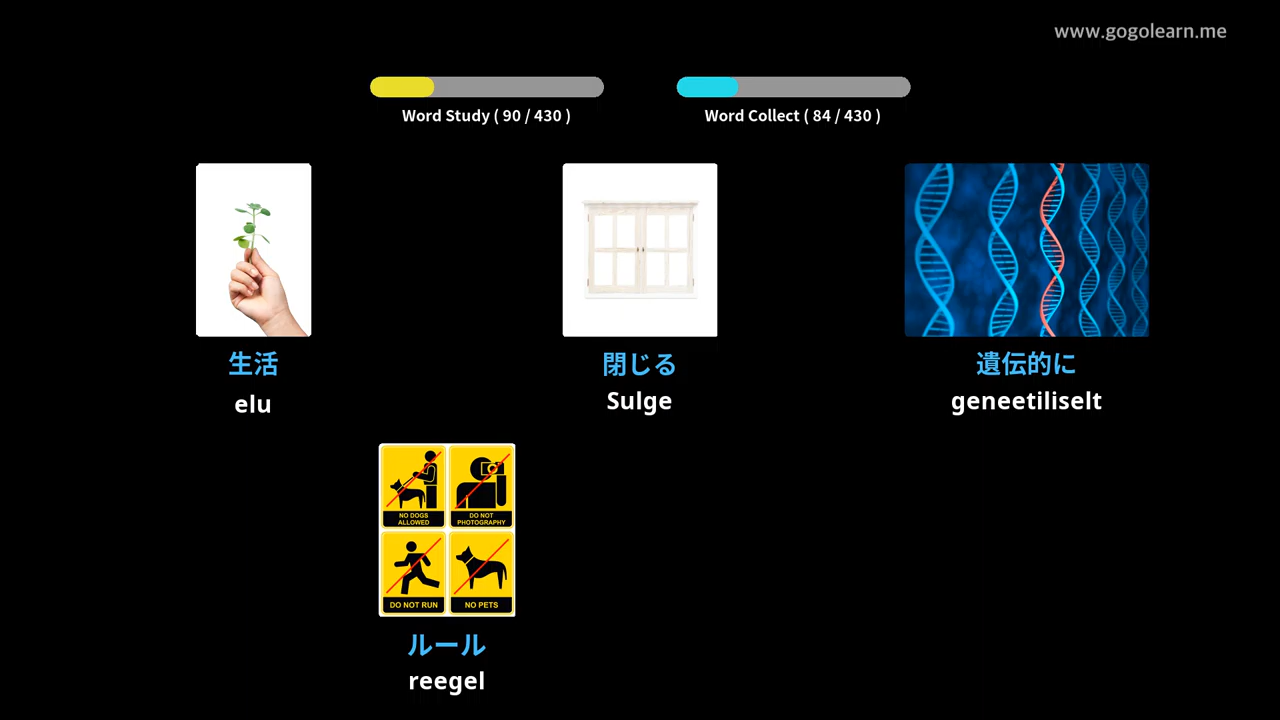 www.gogolearn.me
Word Study ( 90 / 430 )
Word Collect ( 84 / 430 )
生活
elu
閉じる
Sulge
遺伝的に
geneetiliselt
NO DOGS
ALLOWED
DO NOT
PHOTOGRAPHY
DO NOT RUN
NO PETS
ルール
reegel